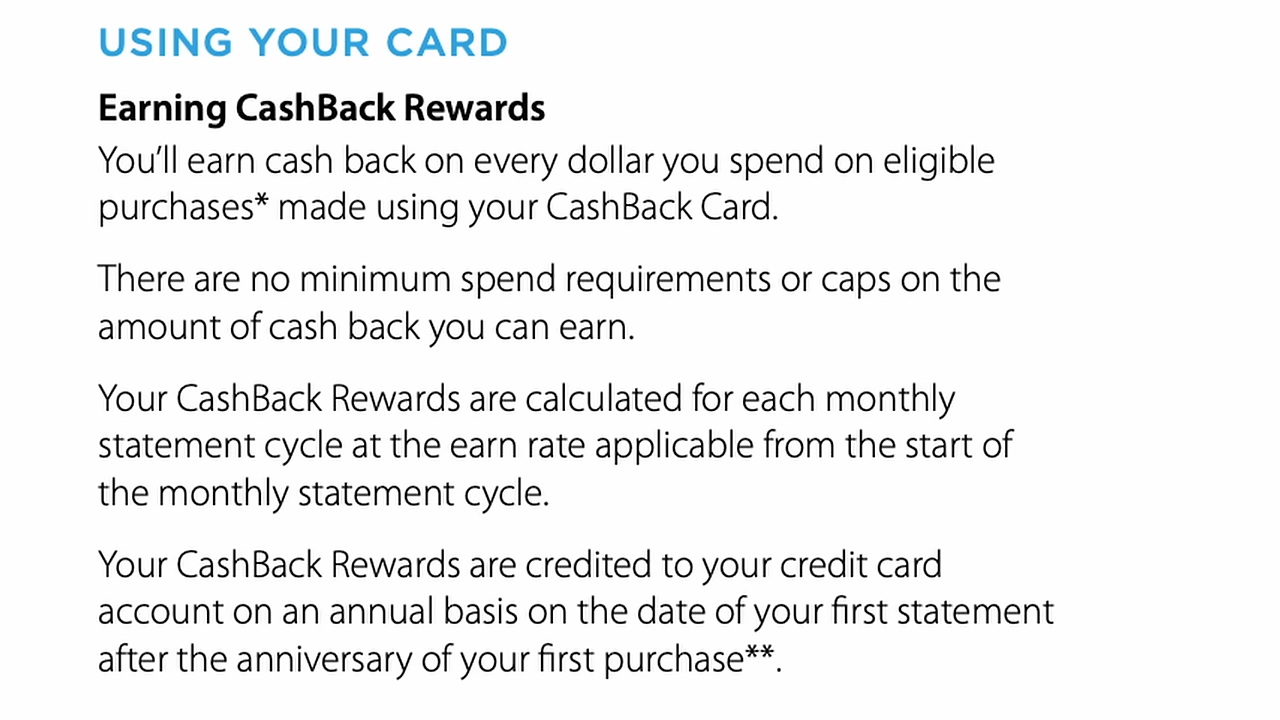 USING YOUR CARD
Earning CashBack Rewards
You’ll earn cash back on every dollar you spend on eligible
purchases* made using your CashBack Card.
There are no minimum spend requirements or caps on the
amount of cash back you can earn.
Your CashBack Rewards are calculated for each monthly
statement cycle at the earn rate applicable from the start of
the monthly statement cycle.
Your CashBack Rewards are credited to your credit card
account on an annual basis on the date of your first statement
after the anniversary of your first purchase**.